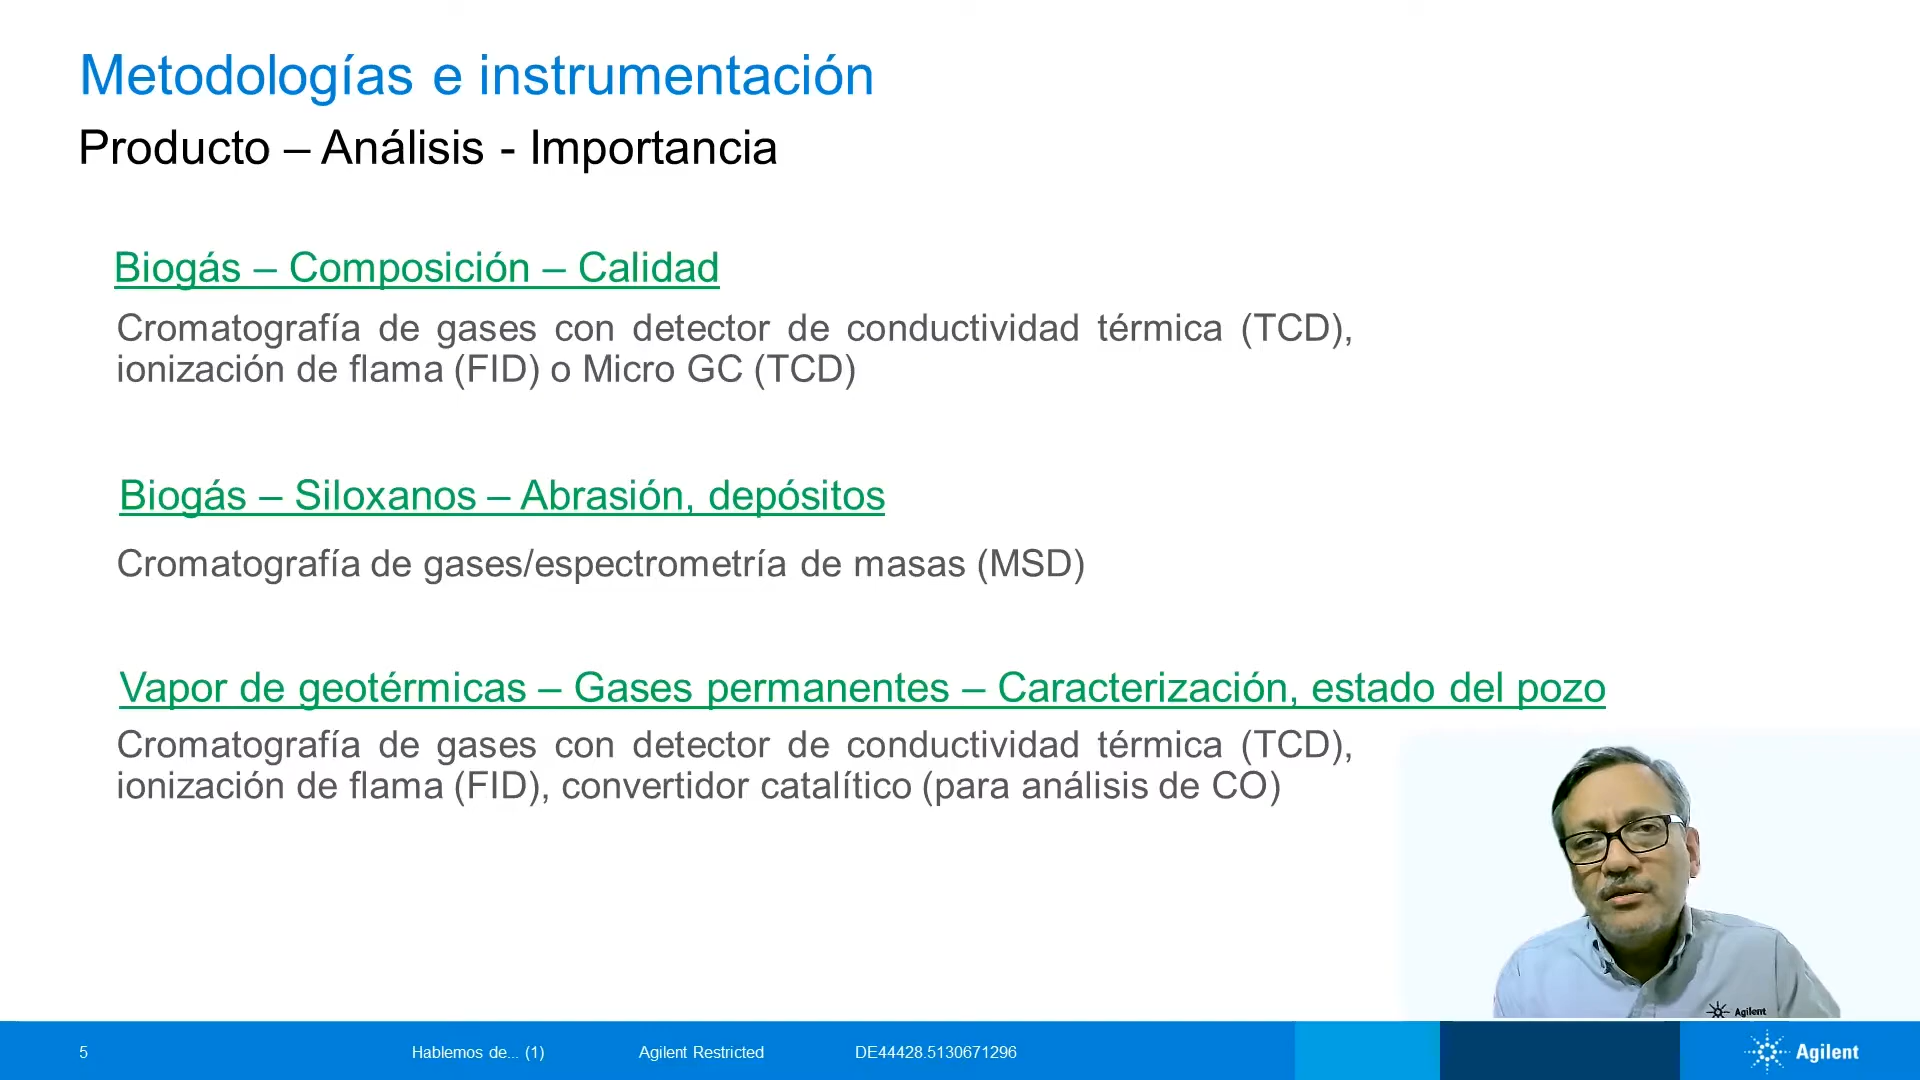 Metodologías e instrumentación
Producto – Análisis - Importancia
Biogás – Composición – Calidad
Cromatografía de gases con detector de conductividad térmica (TCD),
ionización de flama (FID) o Micro GC (TCD)
Biogás – Siloxanos – Abrasión, depósitos
Cromatografía de gases/espectrometría de masas (MSD)
Vapor de geotérmicas – Gases permanentes – Caracterización, estado del pozo
Cromatografía de gases con detector de conductividad térmica (TCD),
ionización de flama (FID), convertidor catalítico (para análisis de CO)
Agilent
5 Hablemos de... (1) Agilent Restricted DE44428.5130671296 Agilent